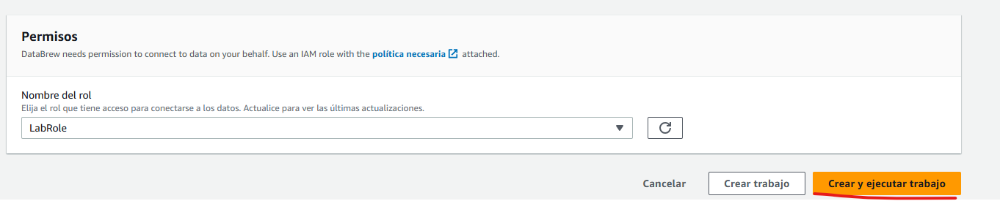 Permisos
DataBrew needs permission to connect to data on your behalf. Use an IAM role with the política necesaria attached.
Nombre del rol
Elija el rol que tiene acceso para conectarse a los datos. Actualice para ver las últimas actualizaciones.
LabRole
Cancelar Crear trabajo Crear y ejecutar trabajo